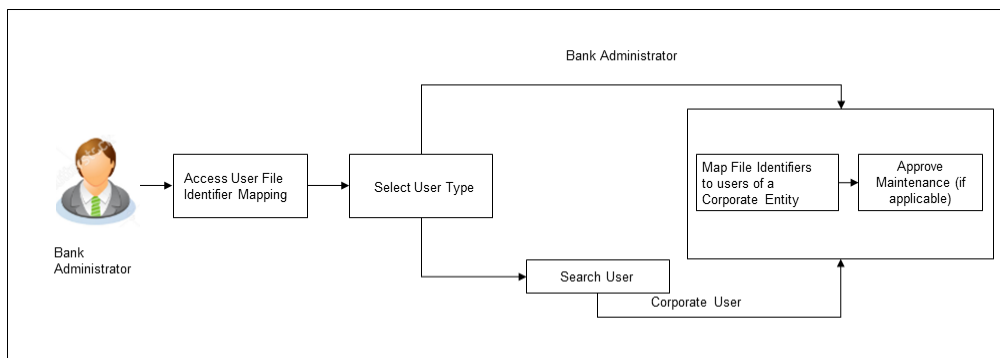 Bank Administrator
Access User File
Identifier Mapping
Select User Type
Map File Identifiers
to users of a
Corporate Entity
Approve
Maintenance (if
applicable)
Bank
Administrator
Search User
Corporate User